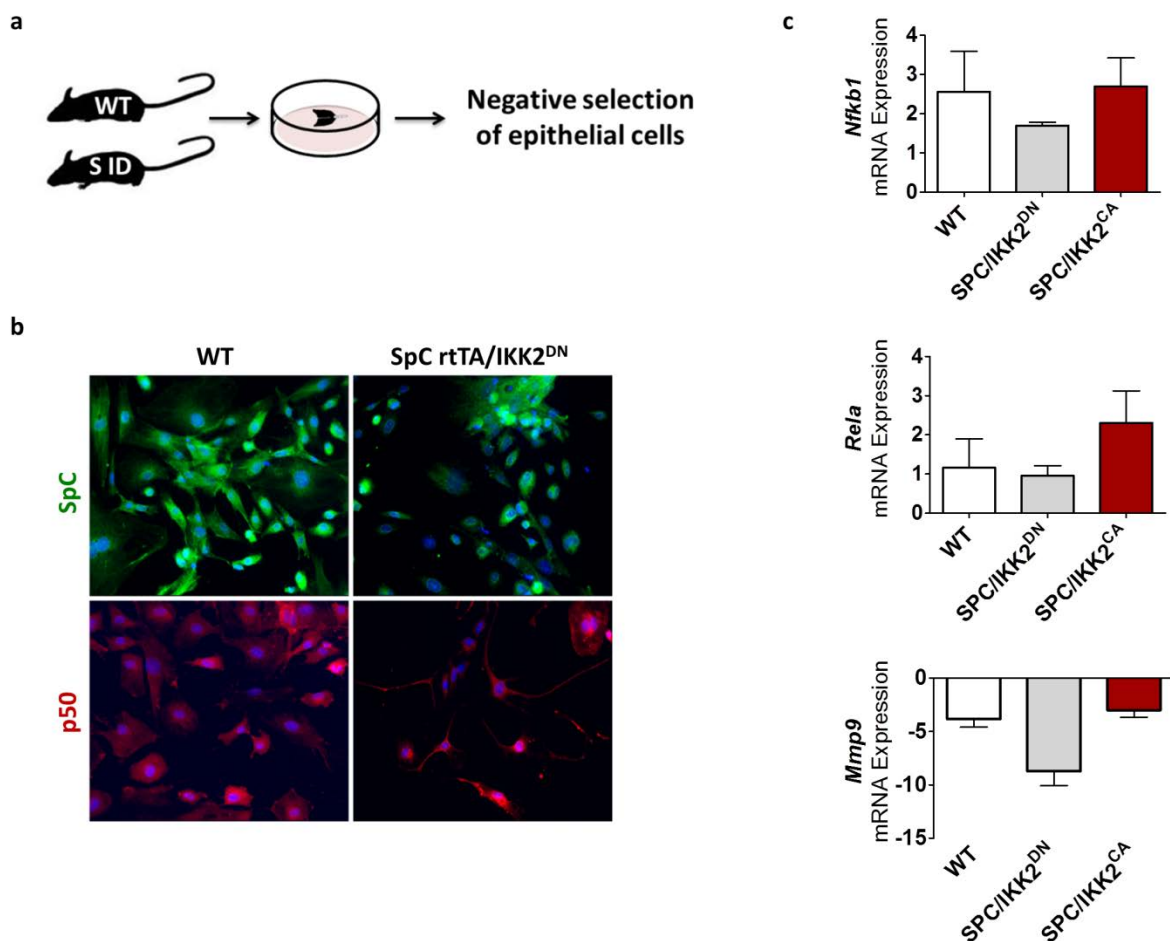 a
WT
S ID
Negative selection
of epithelial cells
b
WT
SpC rtTA/IKK2ᴰᴺ
SpC
p50
c
Nfkb1
mRNA Expression
4
3
2
1
0
WT
SPC/IKK2ᴰᴺ
SPC/IKK2ᶜᴬ
Rela
mRNA Expression
4
3
2
1
0
WT
SPC/IKK2ᴰᴺ
SPC/IKK2ᶜᴬ
Mmp9
mRNA Expression
0
-5
-10
-15
WT
SPC/IKK2ᴰᴺ
SPC/IKK2ᶜᴬ